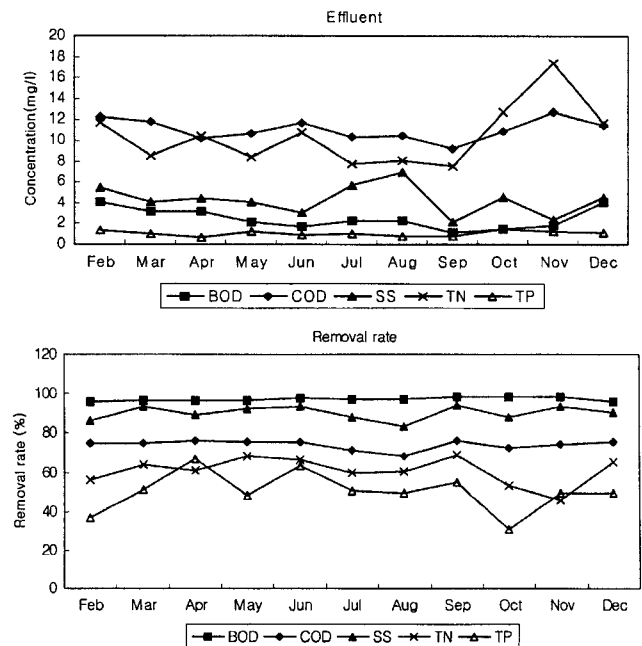 Effluent
Concentration(mg/l)
20
18
16
14
12
10
8
6
4
2
0
Feb Mar Apr May Jun Jul Aug Sep Oct Nov Dec
BOD COD SS TN TP
Removal rate
Removal rate (%)
120
100
80
60
40
20
0
Feb Mar Apr May Jun Jul Aug Sep Oct Nov Dec
BOD COD SS TN TP